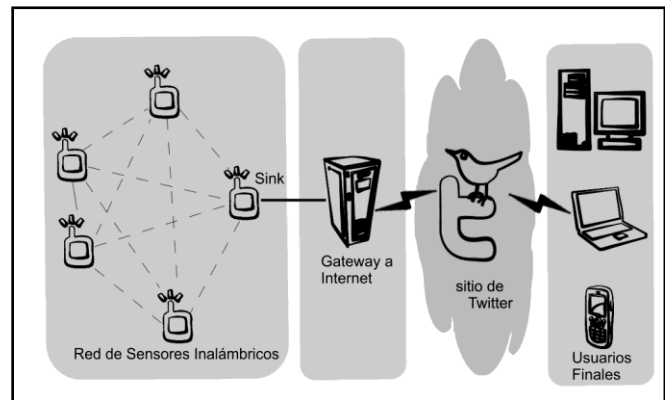 Sink
Red de Sensores Inalámbricos
Gateway a
Internet
t
sitio de
Twitter
Usuarios
Finales